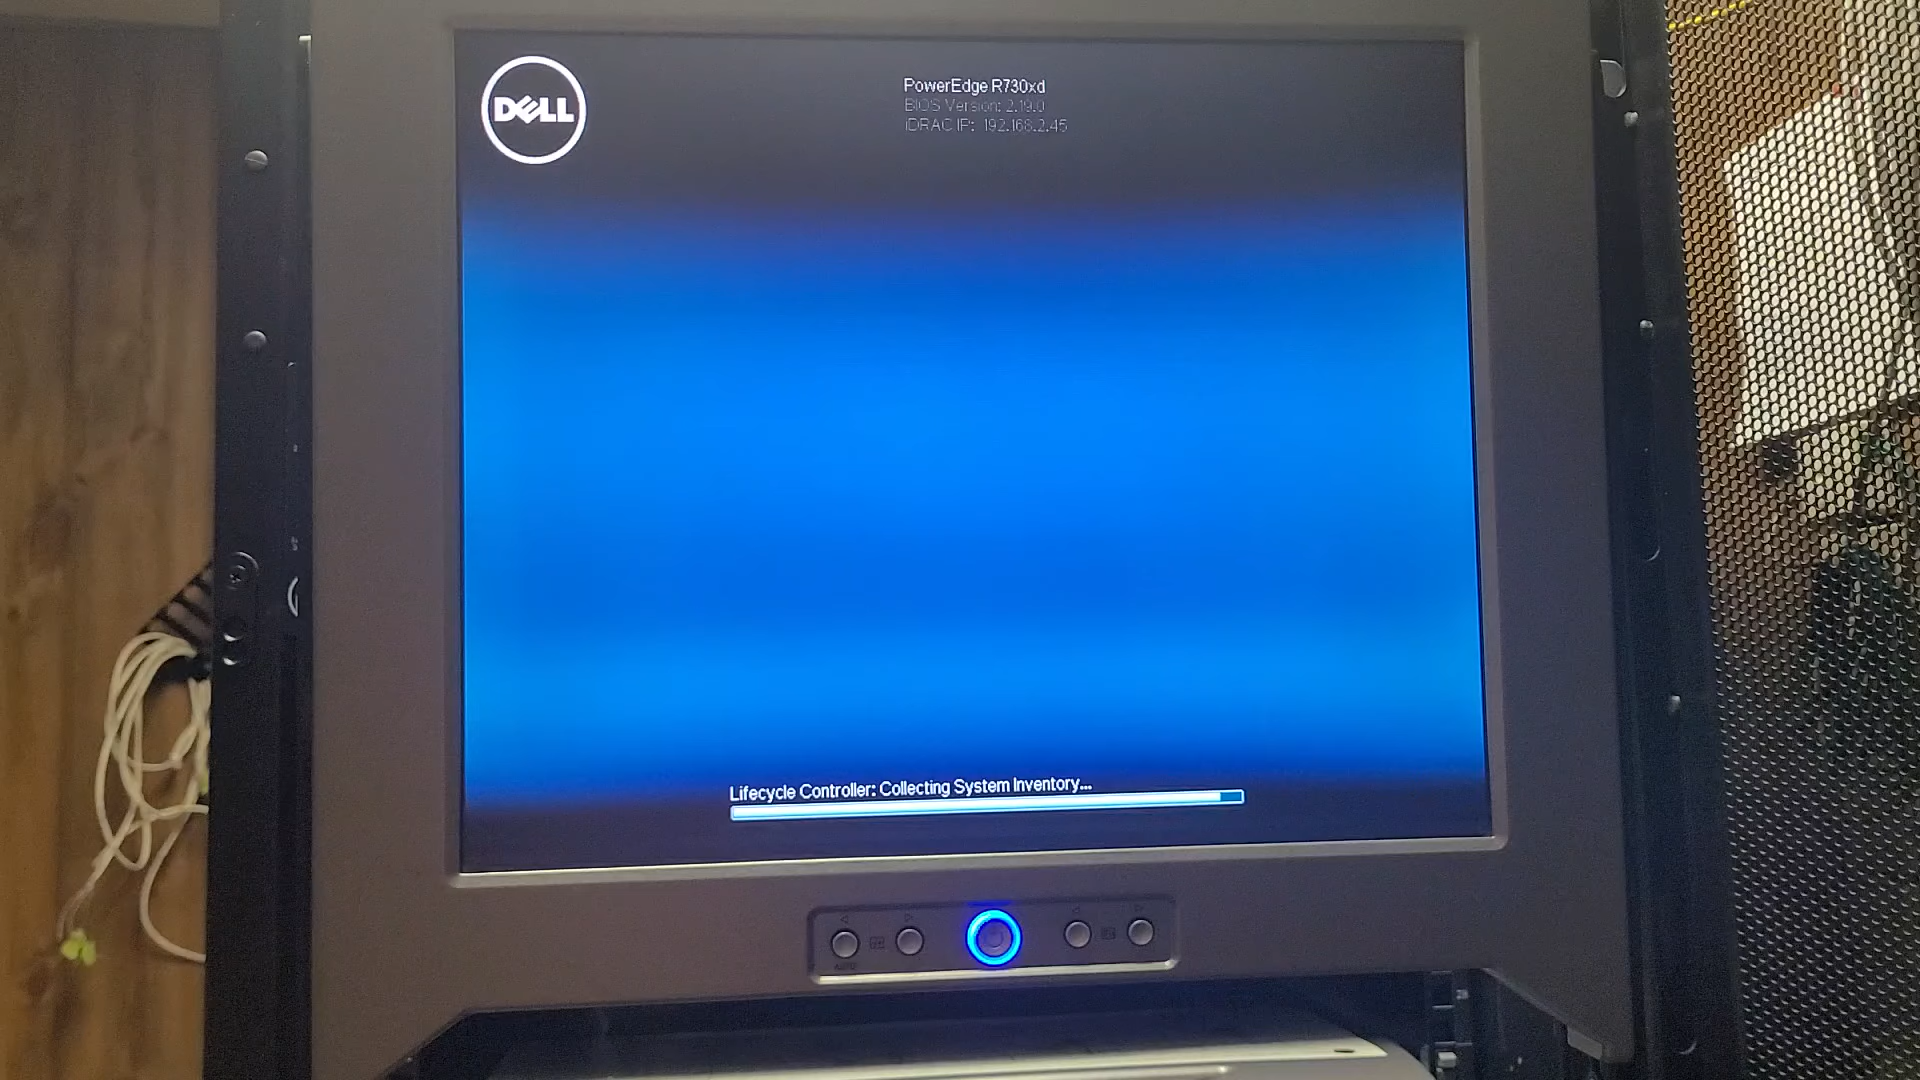 DELL
PowerEdge R730xd
BIOS Version: 2.19.0
iDRAC IP: 192.168.2.45
Lifecycle Controller: Collecting System Inventory...
AUTO